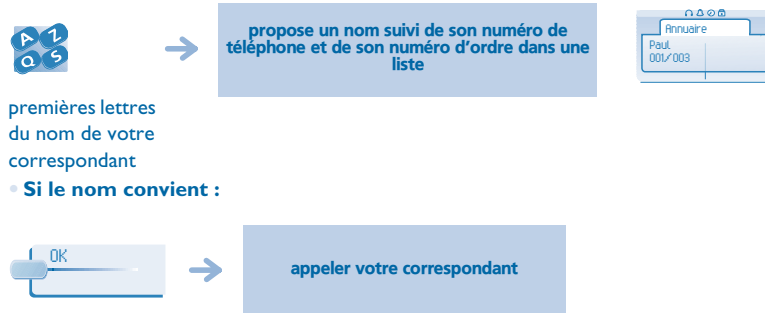 A Z
Q S
propose un nom suivi de son numéro de
téléphone et de son numéro d'ordre dans une
liste
Annuaire
Paul
001/003
premières lettres
du nom de votre
correspondant
• Si le nom convient :
OK
appeler votre correspondant